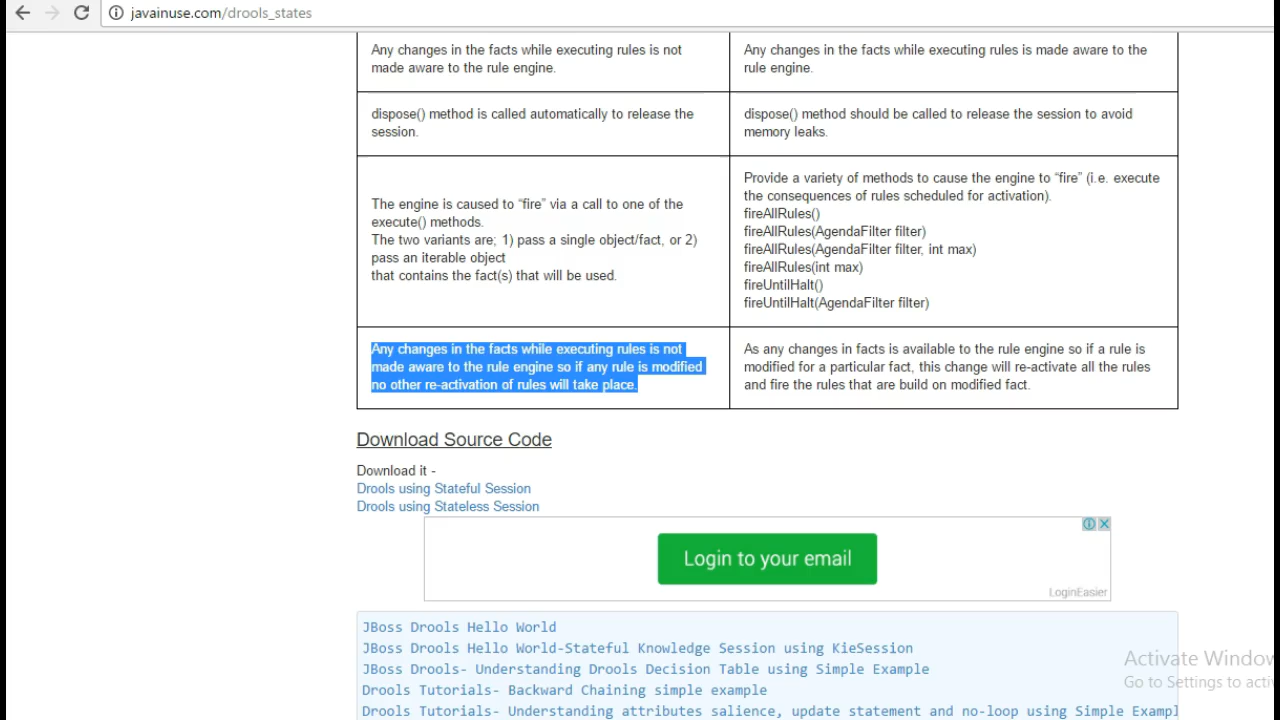 javainuse.com/drools_states
Any changes in the facts while executing rules is not
made aware to the rule engine.
Any changes in the facts while executing rules is made aware to the
rule engine.
dispose() method is called automatically to release the
session.
dispose() method should be called to release the session to avoid
memory leaks.
The engine is caused to “fire” via a call to one of the
execute() methods.
The two variants are; 1) pass a single object/fact, or 2)
pass an iterable object
that contains the fact(s) that will be used.
Provide a variety of methods to cause the engine to “fire” (i.e. execute
the consequences of rules scheduled for activation).
fireAllRules()
fireAllRules(AgendaFilter filter)
fireAllRules(AgendaFilter filter, int max)
fireAllRules(int max)
fireUntilHalt()
fireUntilHalt(AgendaFilter filter)
Any changes in the facts while executing rules is not
made aware to the rule engine so if any rule is modified
no other re-activation of rules will take place.
As any changes in facts is available to the rule engine so if a rule is
modified for a particular fact, this change will re-activate all the rules
and fire the rules that are build on modified fact.
Download Source Code
Download it -
Drools using Stateful Session
Drools using Stateless Session
Login to your email
LoginEasier
JBoss Drools Hello World
JBoss Drools Hello World-Stateful Knowledge Session using KieSession
JBoss Drools- Understanding Drools Decision Table using Simple Example
Drools Tutorials- Backward Chaining simple example
Drools Tutorials- Understanding attributes salience, update statement and no-loop using Simple Exampl
Activate Window
Go to Settings to acti